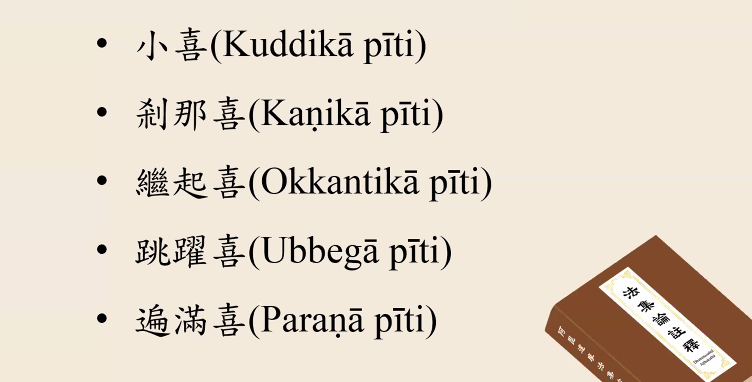 • 小喜(Kuddikā pīti)
• 剎那喜(Kaṇikā pīti)
• 繼起喜(Okkantikā pīti)
• 跳躍喜(Ubbegā pīti)
• 遍滿喜(Paraṇā pīti)
法集論註釋